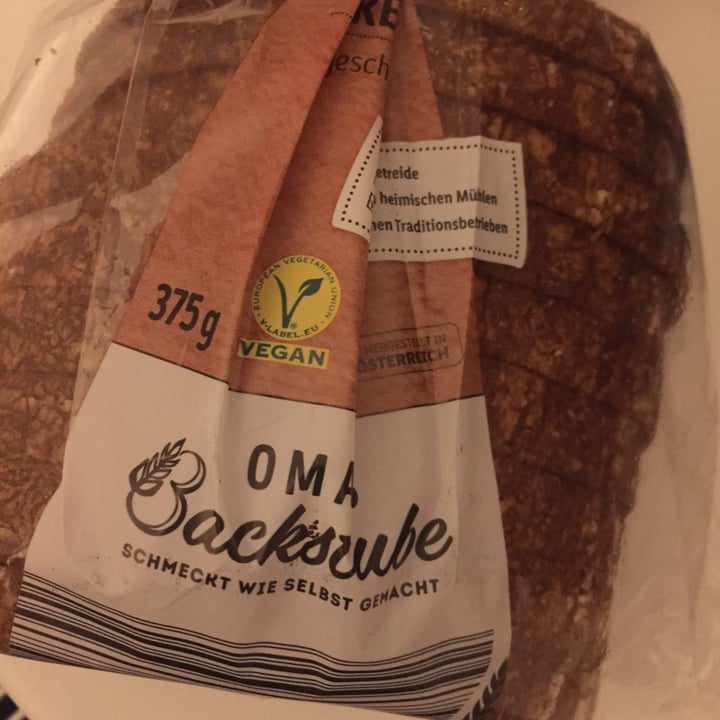 etreide
heimischen Mühlen
nen Traditionsbetrieben
375g
EUROPEAN VEGETARIAN UNION
V-LABEL.EU
VEGAN
HERGESTELLT IN
ÖSTERREICH
OMA
Backstube
SCHMECKT WIE SELBST GEMACHT